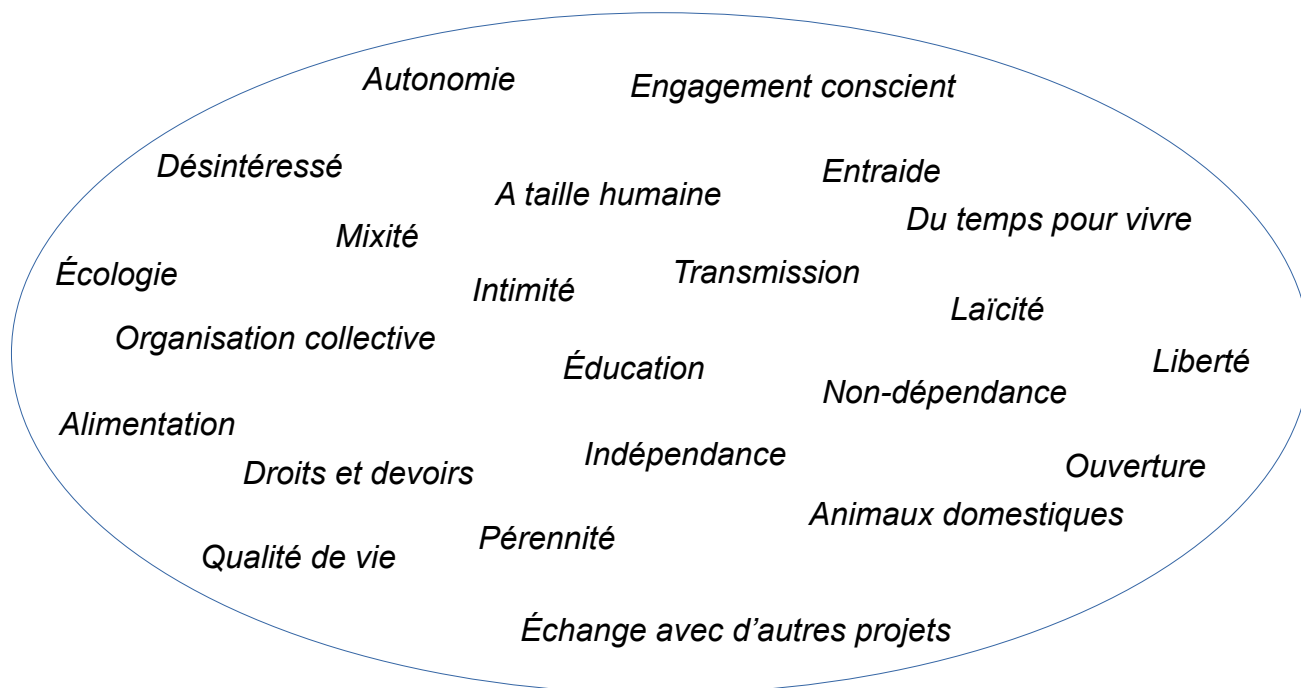 Autonomie
Engagement conscient
Désintéressé
Entraide
A taille humaine
Du temps pour vivre
Mixité
Écologie
Transmission
Intimité
Laïcité
Organisation collective
Éducation
Liberté
Non-dépendance
Alimentation
Indépendance
Droits et devoirs
Ouverture
Animaux domestiques
Pérennité
Qualité de vie
Échange avec d’autres projets